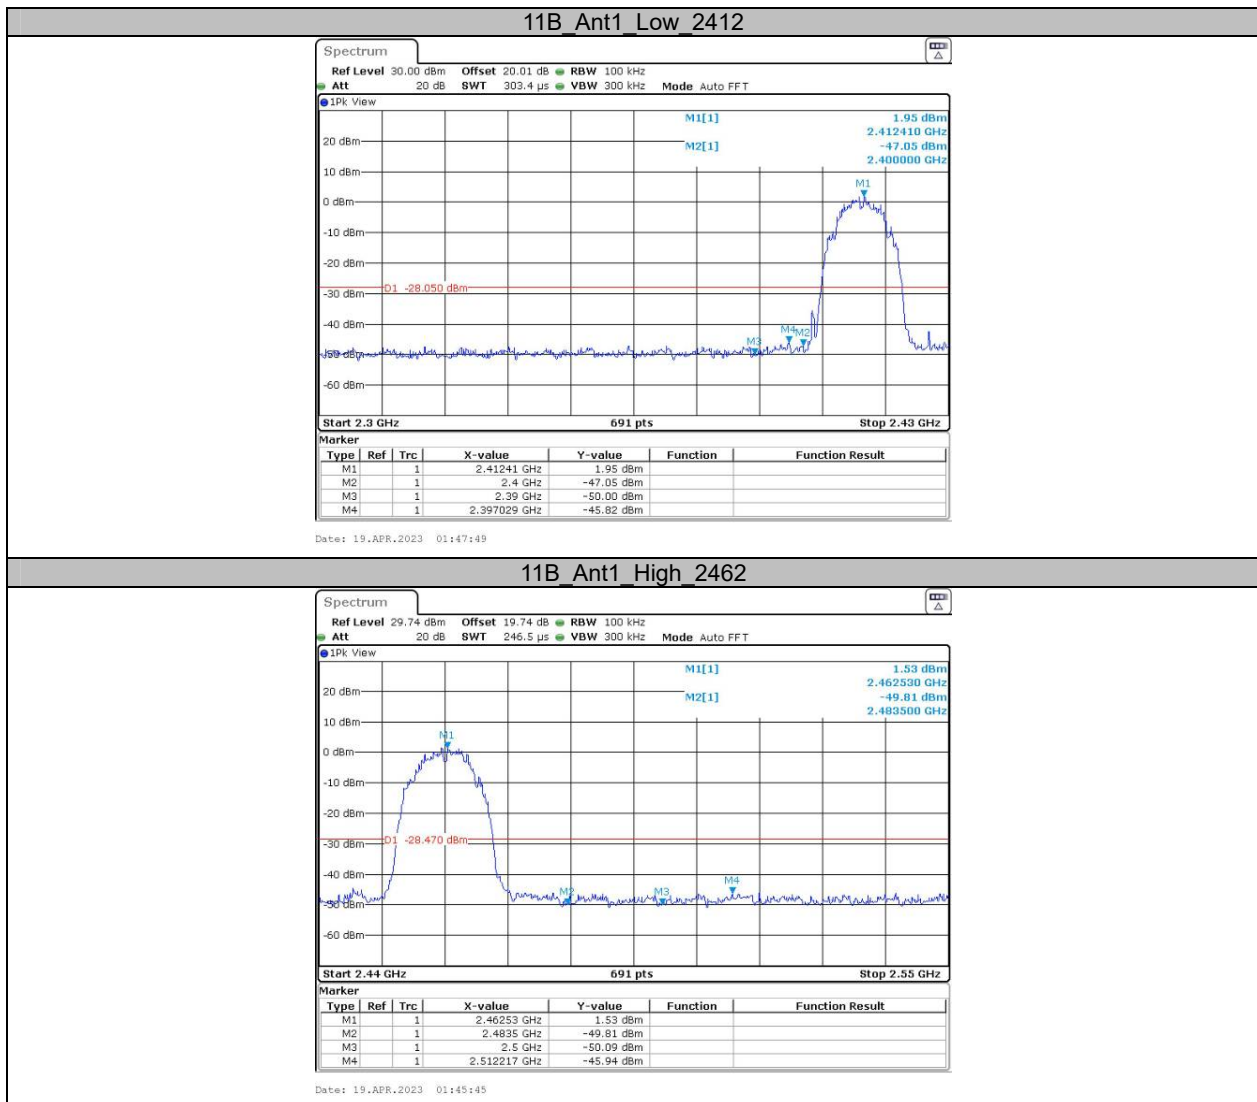 11B_Ant1_Low_2412
Spectrum
Ref Level 30.00 dBm Offset 20.01 dB RBW 100 kHz
Att 20 dB SWT 303.4 µs VBW 300 kHz Mode Auto FFT
1Pk View
M1[1] 1.95 dBm
2.412410 GHz
M2[1] -47.05 dBm
2.400000 GHz
20 dBm
10 dBm
M1
0 dBm
-10 dBm
-20 dBm
D1 -28.050 dBm
-30 dBm
-40 dBm
M4 M2
M3
-50 dBm
-60 dBm
Start 2.3 GHz 691 pts Stop 2.43 GHz
Marker
Type Ref Trc X-value Y-value Function Function Result
M1 1 2.41241 GHz 1.95 dBm
M2 1 2.4 GHz -47.05 dBm
M3 1 2.39 GHz -50.00 dBm
M4 1 2.397029 GHz -45.82 dBm
Date: 19.APR.2023 01:47:49
11B_Ant1_High_2462
Spectrum
Ref Level 29.74 dBm Offset 19.74 dB RBW 100 kHz
Att 20 dB SWT 246.5 µs VBW 300 kHz Mode Auto FFT
1Pk View
M1[1] 1.53 dBm
2.462530 GHz
M2[1] -49.81 dBm
2.483500 GHz
20 dBm
10 dBm
M1
0 dBm
-10 dBm
-20 dBm
D1 -28.470 dBm
-30 dBm
-40 dBm
M4
M2 M3
-50 dBm
-60 dBm
Start 2.44 GHz 691 pts Stop 2.55 GHz
Marker
Type Ref Trc X-value Y-value Function Function Result
M1 1 2.46253 GHz 1.53 dBm
M2 1 2.4835 GHz -49.81 dBm
M3 1 2.5 GHz -50.09 dBm
M4 1 2.512217 GHz -45.94 dBm
Date: 19.APR.2023 01:45:45